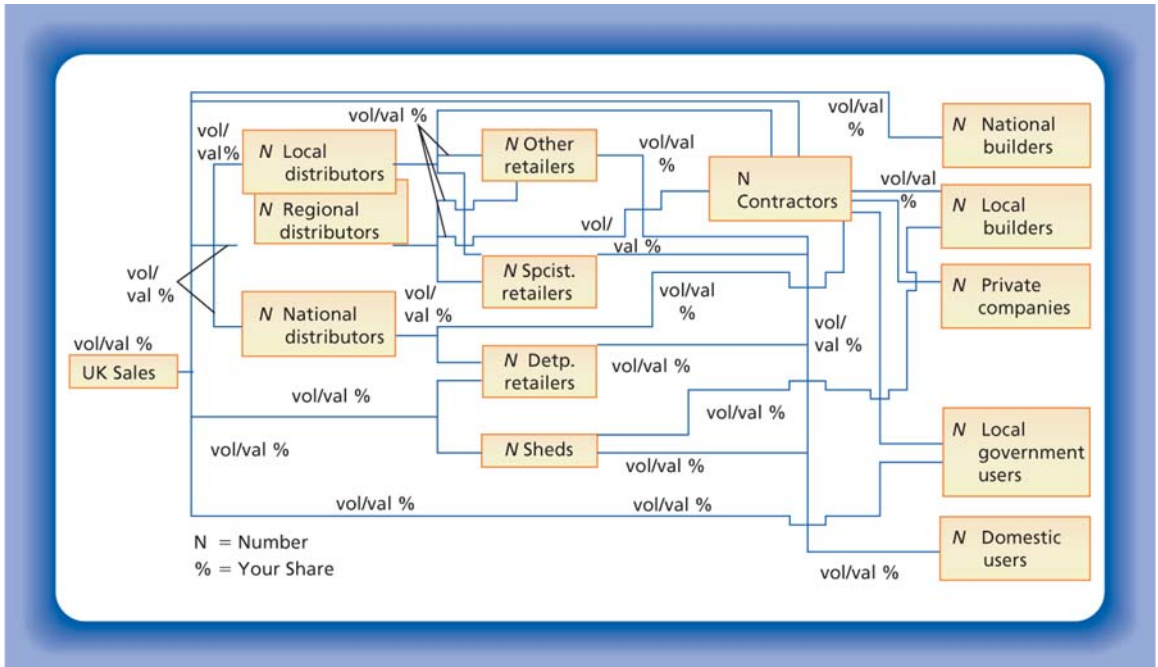 vol/val %
UK Sales
vol/
val %
vol/
val%
N Local
distributors
N Regional
distributors
N National
distributors
vol/val %
vol/
val %
N Other
retailers
N Spcist.
retailers
N Detp.
retailers
N Sheds
vol/val
%
vol/
val %
vol/val
%
vol/val %
vol/val %
vol/val %
vol/
val %
N
Contractors
vol/val
%
vol/val
%
N National
builders
N Local
builders
N Private
companies
N Local
government
users
N Domestic
users
vol/val %
vol/val %
vol/val %
vol/val %
vol/val %
N = Number
% = Your Share